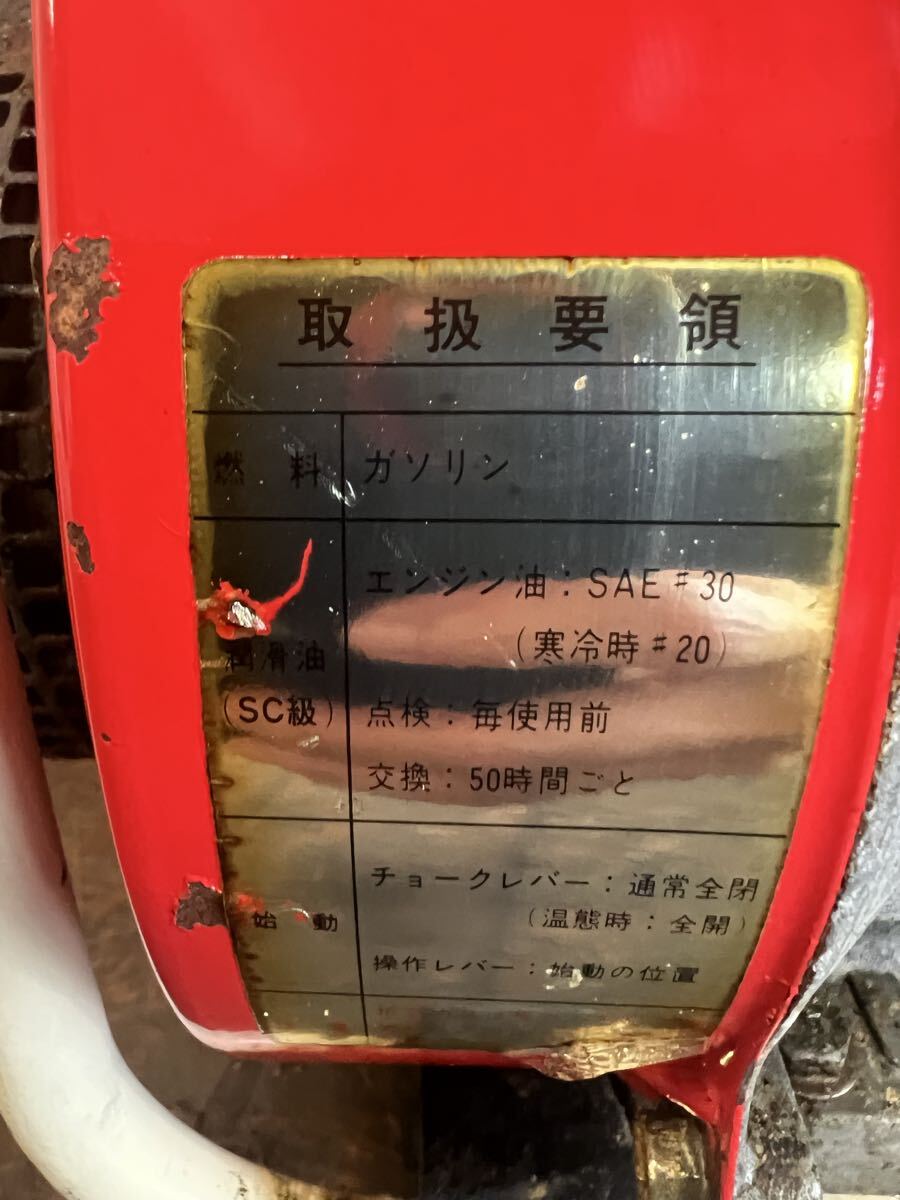 取扱要領
燃料
ガソリン
潤滑油
(SC級)
エンジン油：SAE#30
(寒冷時#20)
点検：毎使用前
交換：50時間ごと
始動
チョークレバー：通常全閉
(温態時：全開)
操作レバー：始動の位置